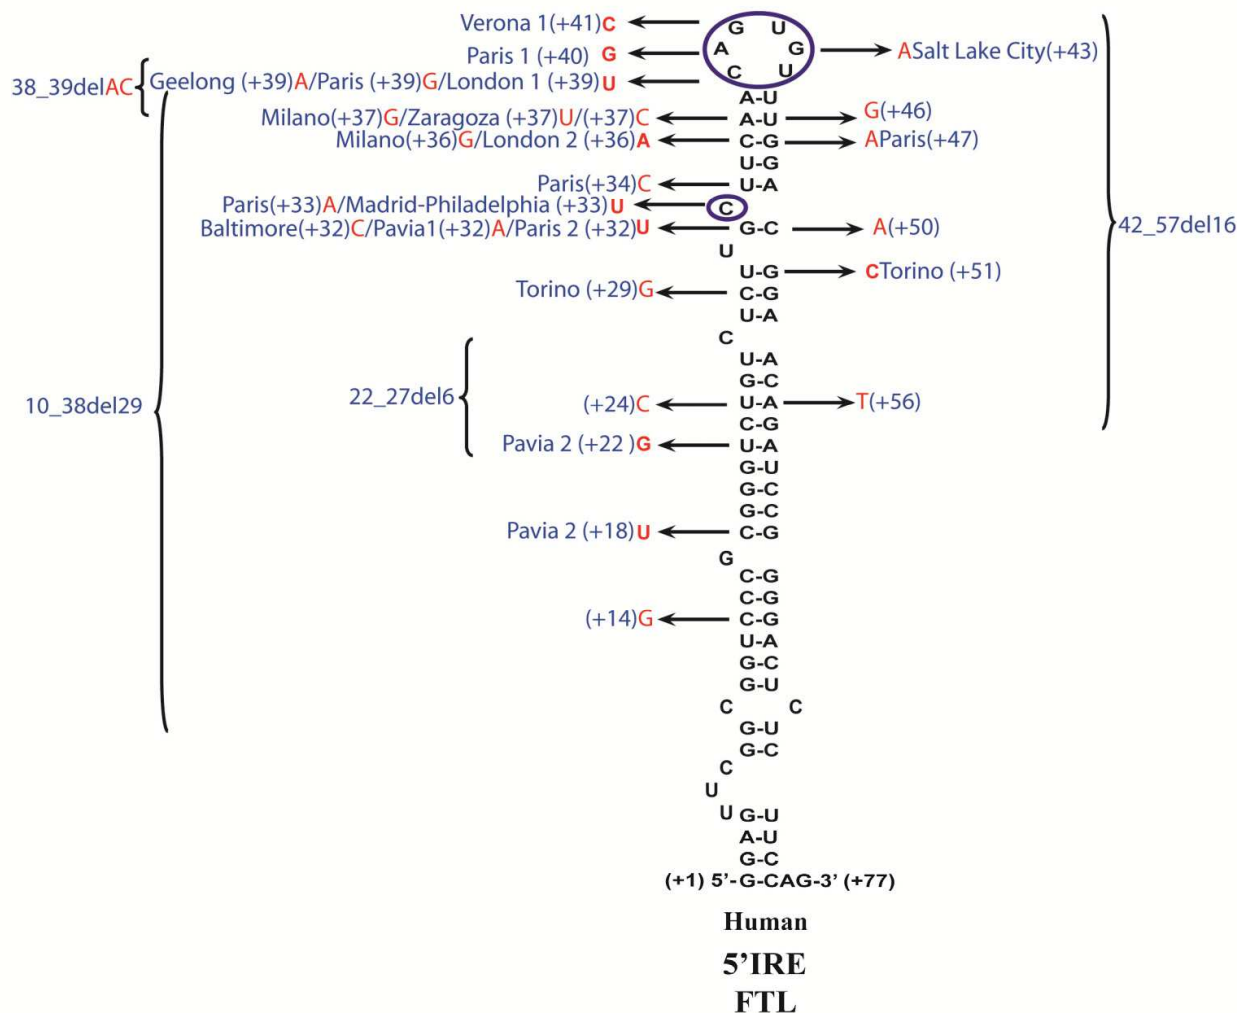 Verona 1(+41)C
G U
Paris 1 (+40) G
A G
ASalt Lake City(+43)
38_39delAC
Geelong (+39)A/Paris (+39)G/London 1 (+39)U
C U
A-U
Milano(+37)G/Zaragoza (+37)U/(+37)C
A-U
G(+46)
Milano(+36)G/London 2 (+36)A
C-G
AParis(+47)
U-G
Paris(+34)C
U-A
Paris(+33)A/Madrid-Philadelphia (+33)U
C
Baltimore(+32)C/Pavia1(+32)A/Paris 2 (+32)U
G-C
A(+50)
42_57del16
U
U-G
CTorino (+51)
Torino (+29)G
C-G
U-A
C
U-A
G-C
10_38del29
22_27del6
(+24)C
U-A
T(+56)
C-G
Pavia 2 (+22 )G
U-A
G-U
G-C
G-C
Pavia 2 (+18)U
C-G
G
C-G
C-G
(+14)G
C-G
U-A
G-C
G-U
C C
G-U
G-C
C
U
U G-U
A-U
G-C
(+1) 5’-G-CAG-3’ (+77)
Human
5’IRE
FTL